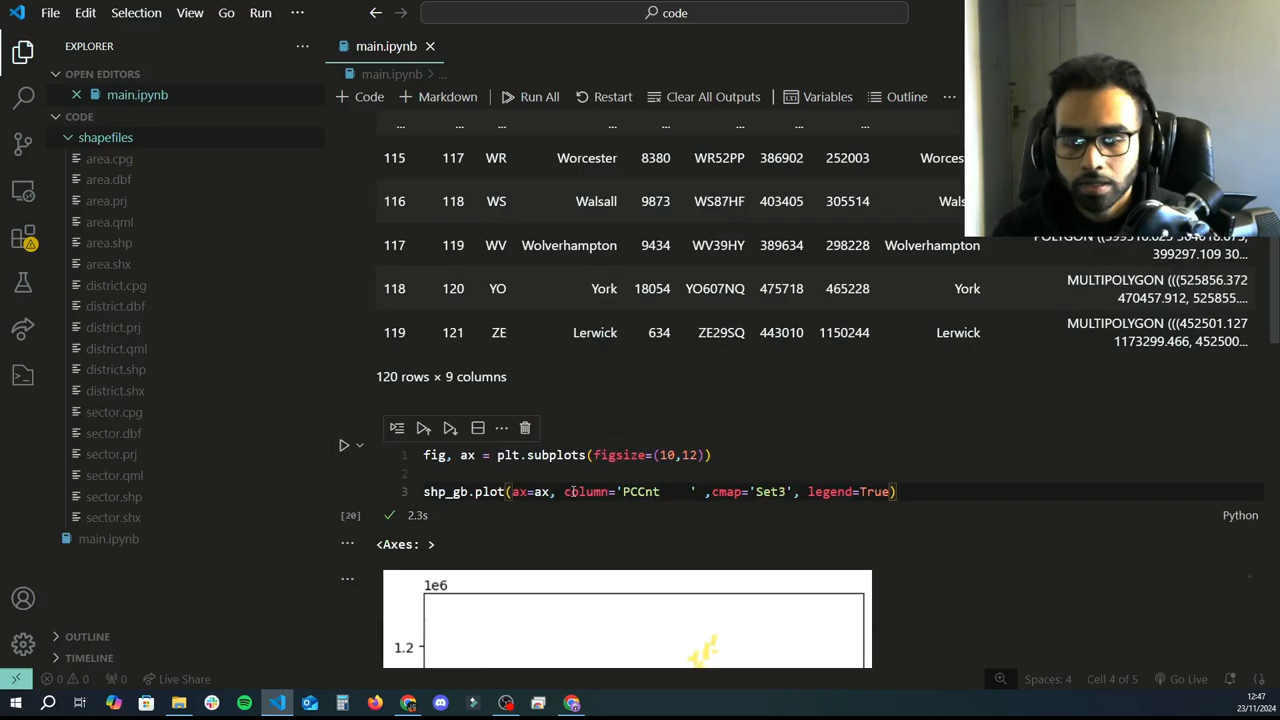 File Edit Selection View Go Run ···
code
EXPLORER ···
OPEN EDITORS
main.ipynb
CODE
shapefiles
area.cpg
area.dbf
area.prj
area.qml
area.shp
area.shx
district.cpg
district.dbf
district.prj
district.qml
district.shp
district.shx
sector.cpg
sector.dbf
sector.prj
sector.qml
sector.shp
sector.shx
main.ipynb
OUTLINE
TIMELINE
main.ipynb
main.ipynb > ...
+ Code + Markdown Run All Restart Clear All Outputs Variables Outline ···
... ... ... ... ... ... ...
115 117 WR Worcester 8380 WR52PP 386902 252003
116 118 WS Walsall 9873 WS87HF 403405 305514
117 119 WV Wolverhampton 9434 WV39HY 389634 298228 Wolverhampton
399297.109 30...
118 120 YO York 18054 YO607NQ 475718 465228 York MULTIPOLYGON (((525856.372
470457.912, 525855....
119 121 ZE Lerwick 634 ZE29SQ 443010 1150244 Lerwick MULTIPOLYGON (((452501.127
1173299.466, 452500...
120 rows × 9 columns
1 fig, ax = plt.subplots(figsize=(10,12))
2
3 shp_gb.plot(ax=ax, column='PCCnt    ' ,cmap='Set3', legend=True)
[20] 2.3s Python
<Axes: >
1e6
1.2
0 0 0 Live Share Spaces: 4 Cell 4 of 5 Go Live
12:47
23/11/2024